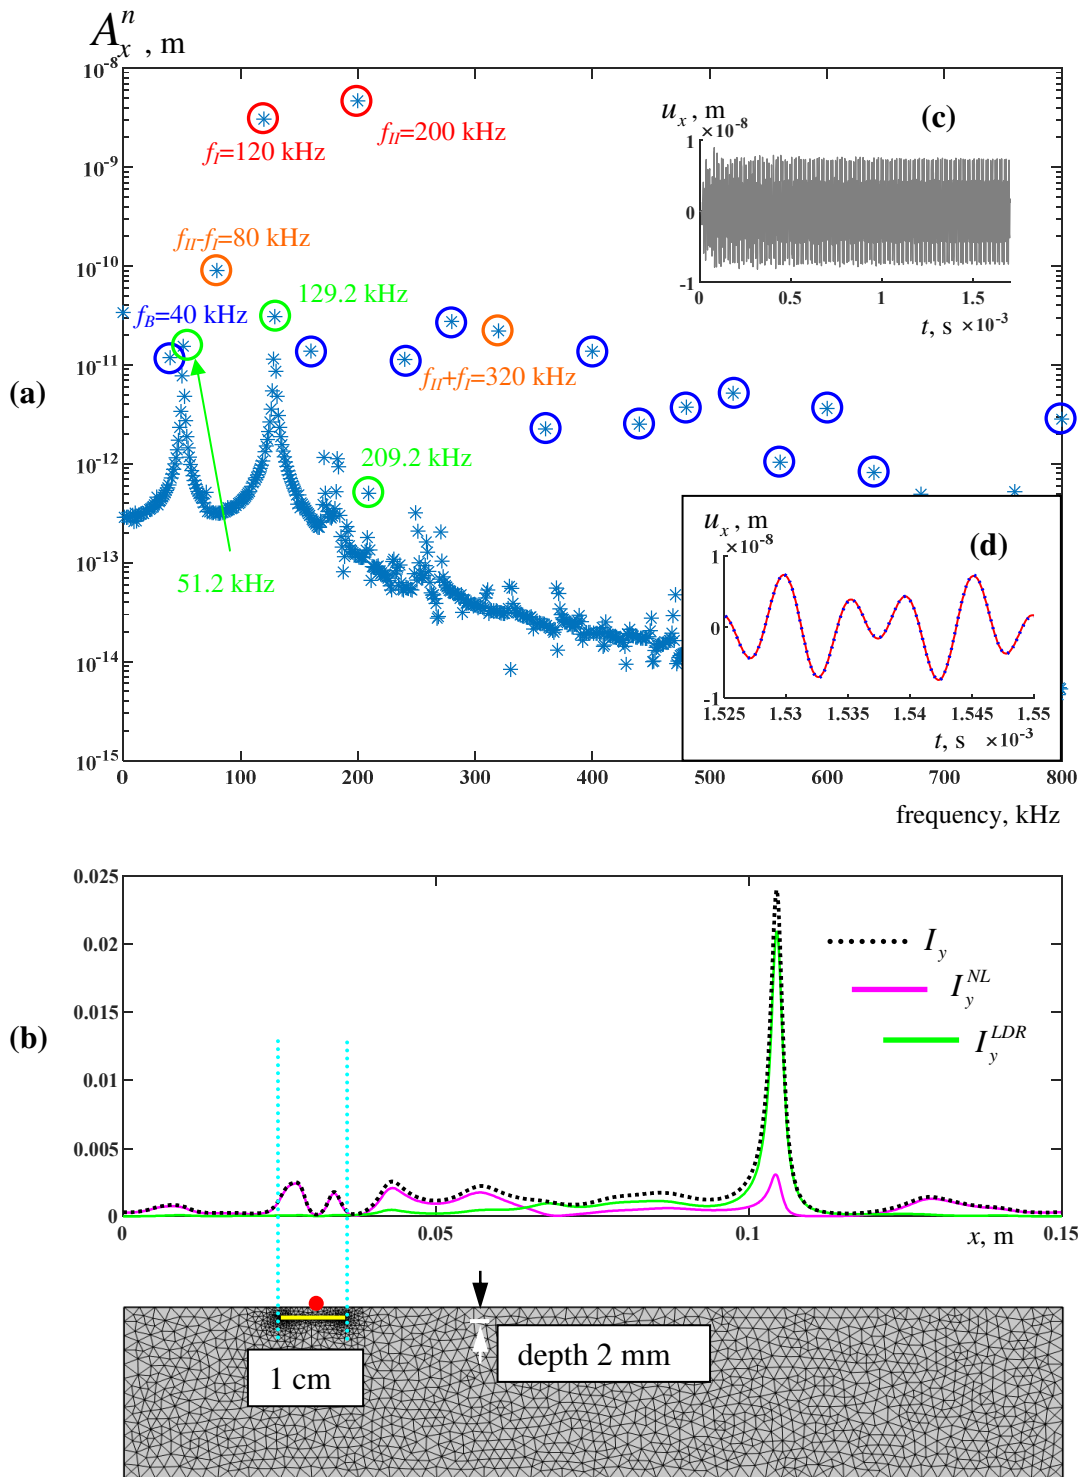 A_x^n , m
10^-8
10^-9
10^-10
10^-11
10^-12
10^-13
10^-14
10^-15
(a)
f_I=120 kHz
f_II=200 kHz
f_II-f_I=80 kHz
129.2 kHz
f_B=40 kHz
f_II+f_I=320 kHz
209.2 kHz
51.2 kHz
u_x , m
×10^-8
(c)
1
0
-1
0 0.5 1 1.5
t, s ×10^-3
u_x , m
×10^-8
(d)
1
0
-1
1.525 1.53 1.535 1.54 1.545 1.55
t, s ×10^-3
0 100 200 300 400 500 600 700 800
frequency, kHz
(b)
0.025
0.02
0.015
0.01
0.005
0
I_y
I_y^NL
I_y^LDR
0 0.05 0.1 0.15
x, m
1 cm
depth 2 mm